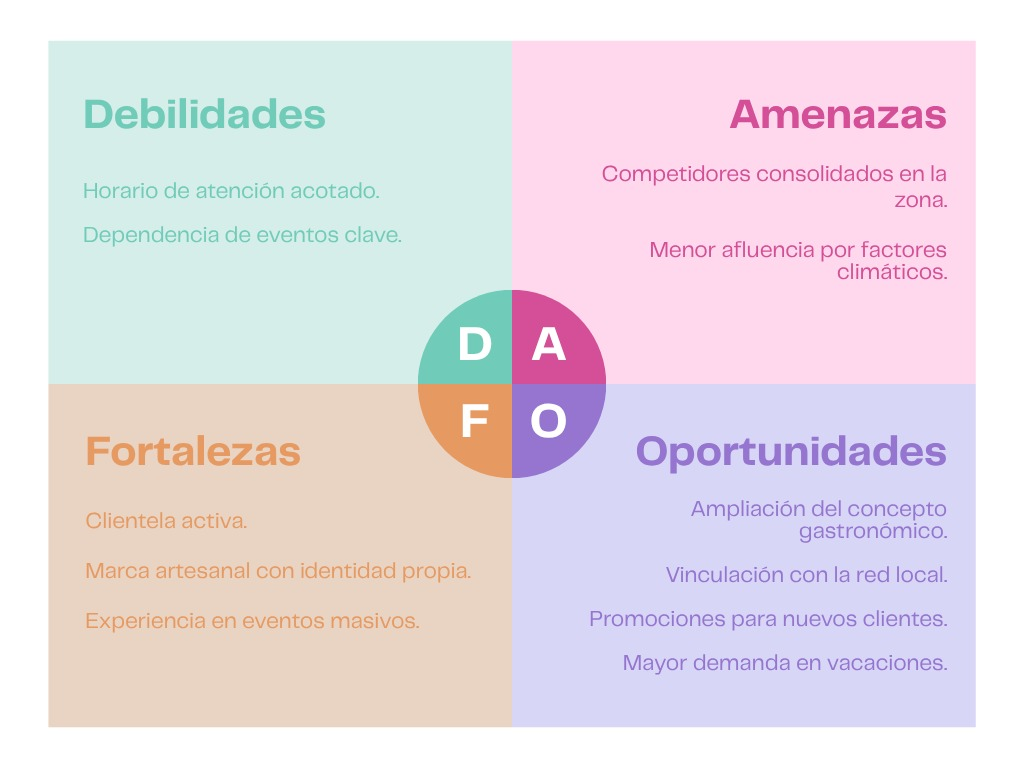 Debilidades
Horario de atención acotado.
Dependencia de eventos clave.
Amenazas
Competidores consolidados en la
zona.
Menor afluencia por factores
climáticos.
D A
F O
Fortalezas
Clientela activa.
Marca artesanal con identidad propia.
Experiencia en eventos masivos.
Oportunidades
Ampliación del concepto
gastronómico.
Vinculación con la red local.
Promociones para nuevos clientes.
Mayor demanda en vacaciones.